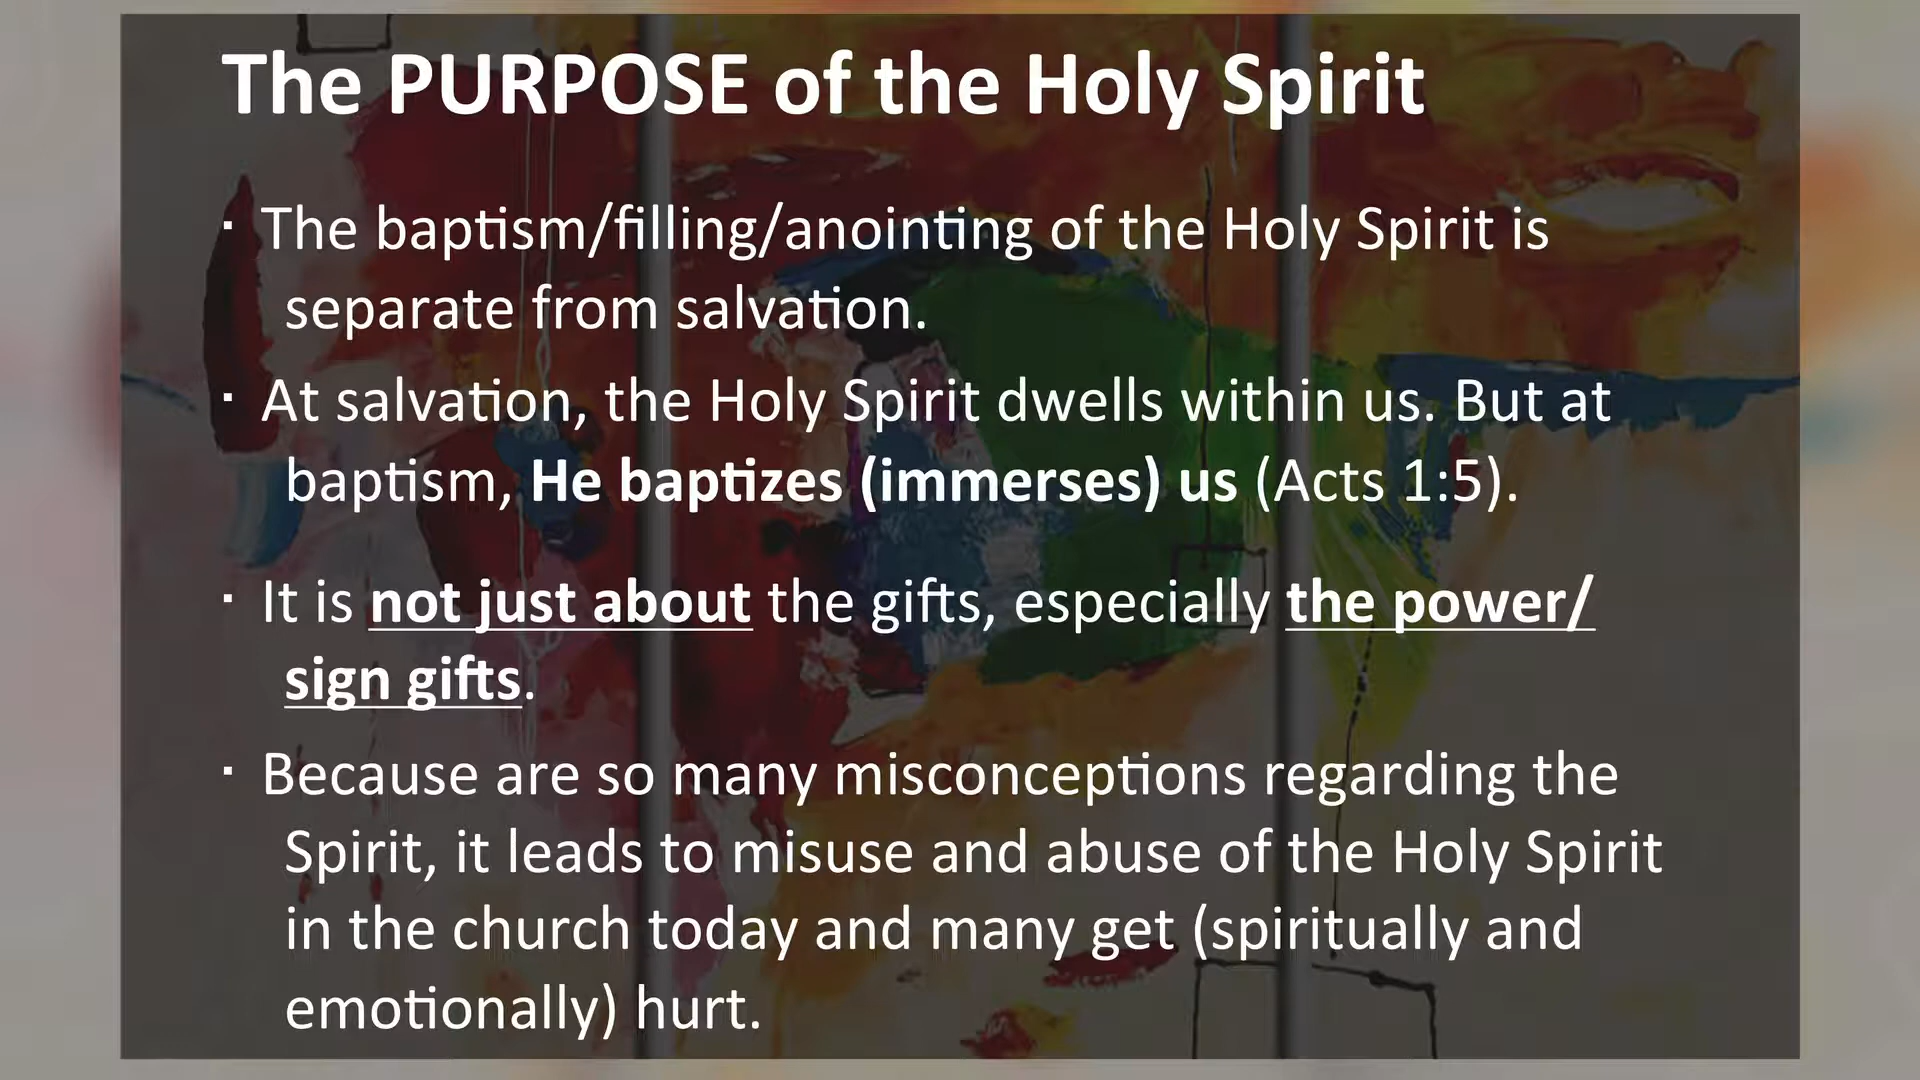 The PURPOSE of the Holy Spirit
▪ The baptism/filling/anointing of the Holy Spirit is
separate from salvation.
▪ At salvation, the Holy Spirit dwells within us. But at
baptism, He baptizes (immerses) us (Acts 1:5).
▪ It is not just about the gifts, especially the power/
sign gifts.
▪ Because are so many misconceptions regarding the
Spirit, it leads to misuse and abuse of the Holy Spirit
in the church today and many get (spiritually and
emotionally) hurt.